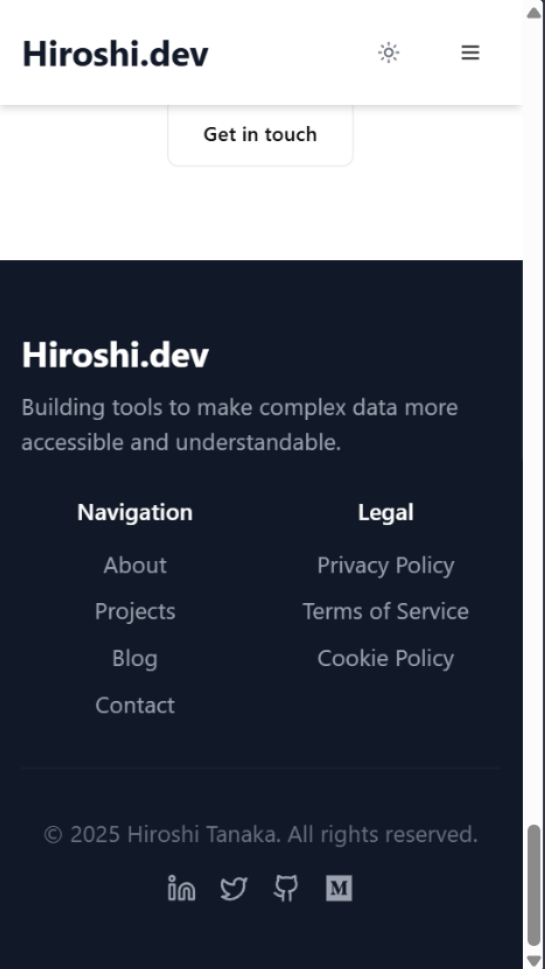 Hiroshi.dev
Get in touch
Hiroshi.dev
Building tools to make complex data more
accessible and understandable.
Navigation
About
Projects
Blog
Contact
Legal
Privacy Policy
Terms of Service
Cookie Policy
© 2025 Hiroshi Tanaka. All rights reserved.
in
M